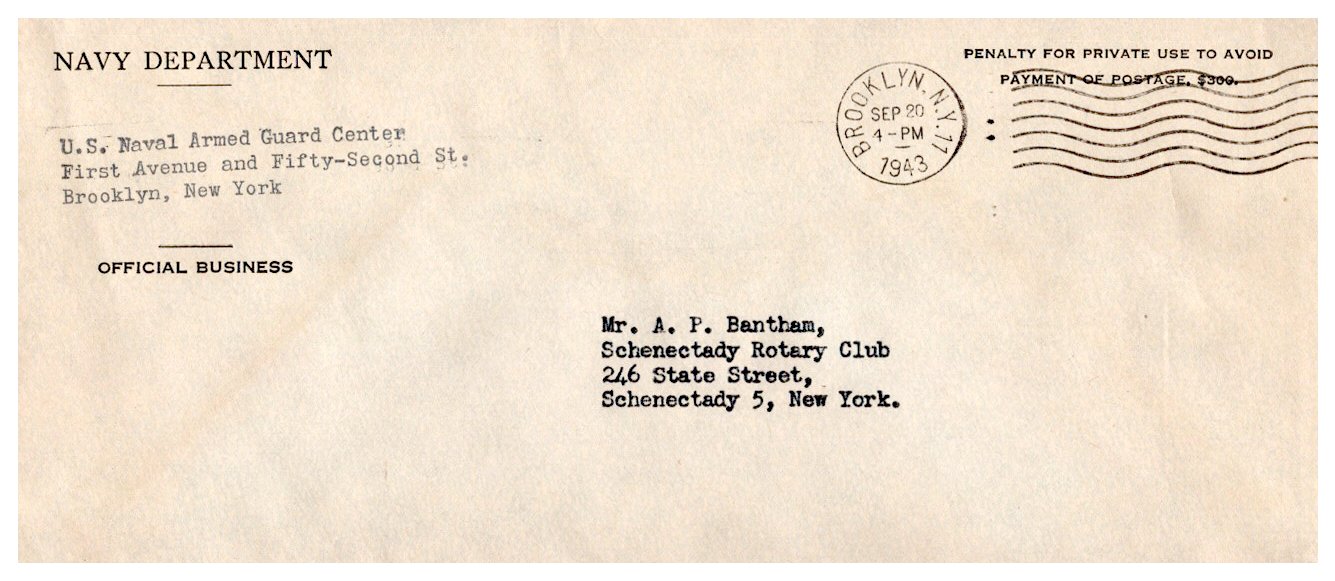 NAVY DEPARTMENT
U.S. Naval Armed Guard Center
First Avenue and Fifty-Second St.
Brooklyn, New York
OFFICIAL BUSINESS
PENALTY FOR PRIVATE USE TO AVOID
PAYMENT OF POSTAGE, $300.
BROOKLYN, N.Y. 11
SEP 20
4-PM
1943
Mr. A. P. Bantham,
Schenectady Rotary Club
246 State Street,
Schenectady 5, New York.